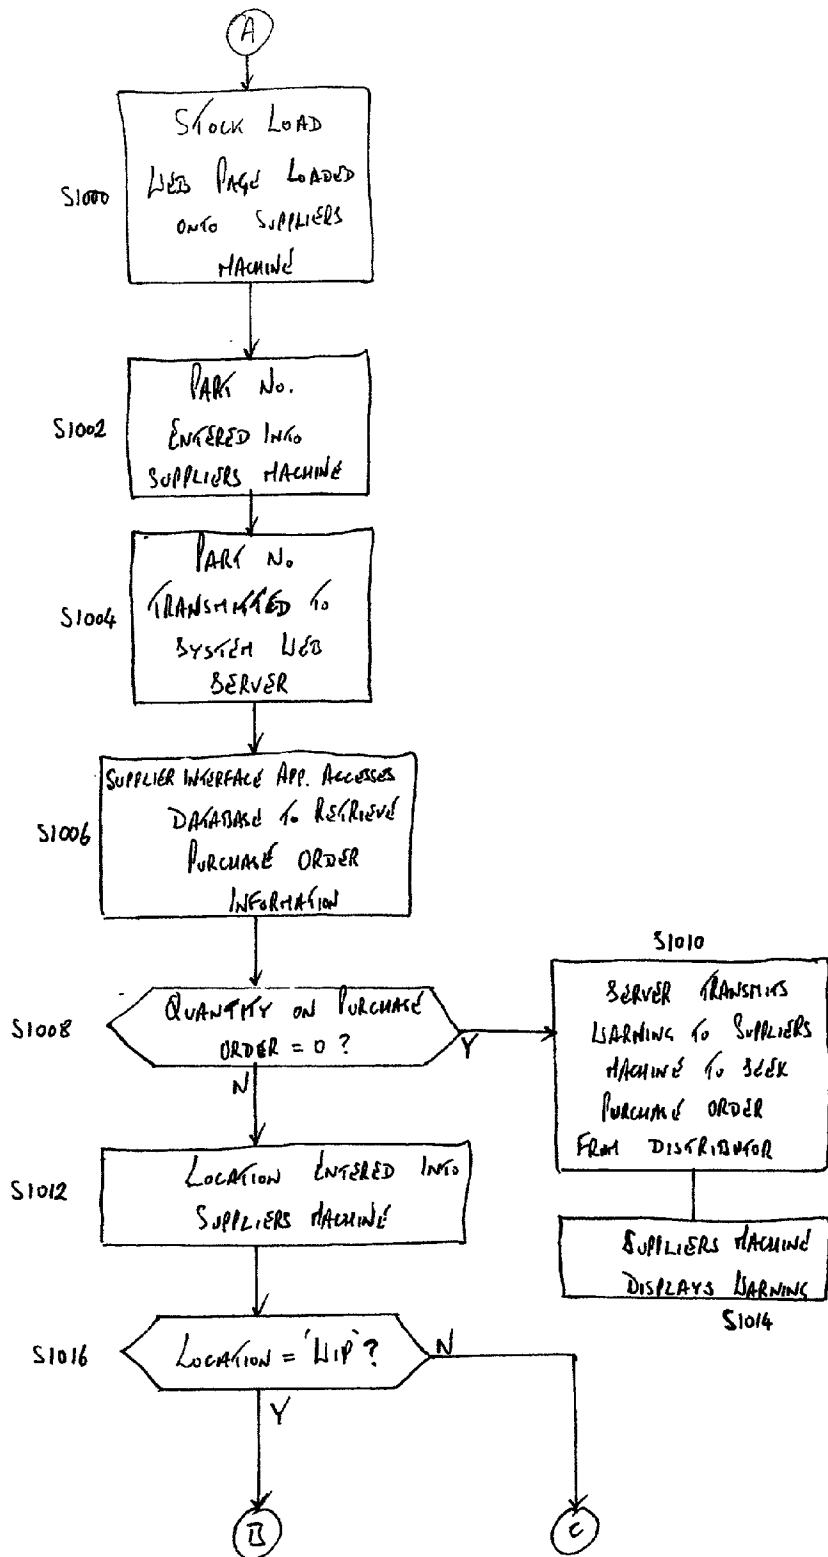 A
STOCK LOAD
WEB PAGE LOADED
ONTO SUPPLIERS
MACHINE
S1000
PART NO.
ENTERED INTO
SUPPLIERS MACHINE
S1002
PART NO
TRANSMITTED TO
SYSTEM WEB
SERVER
S1004
SUPPLIER INTERFACE APP. ACCESSES
DATABASE TO RETRIEVE
PURCHASE ORDER
INFORMATION
S1006
QUANTITY ON PURCHASE
ORDER = 0 ?
S1008
Y
N
S1010
SERVER TRANSMITS
WARNING TO SUPPLIERS
MACHINE TO SEEK
PURCHASE ORDER
FROM DISTRIBUTOR
LOCATION ENTERED INTO
SUPPLIERS MACHINE
S1012
SUPPLIERS MACHINE
DISPLAYS WARNING
S1014
LOCATION = 'WIP' ?
S1016
N
Y
B
C